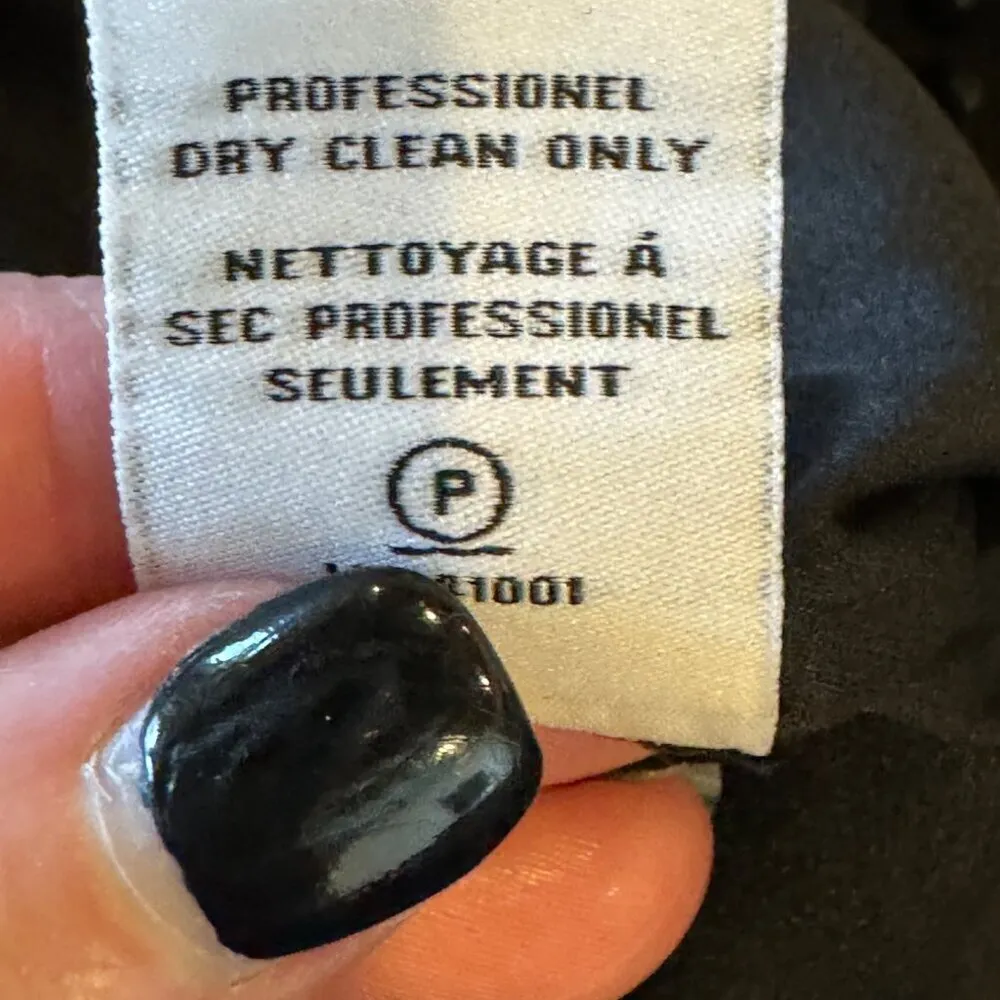 PROFESSIONEL
DRY CLEAN ONLY
NETTOYAGE Á
SEC PROFESSIONEL
SEULEMENT
P